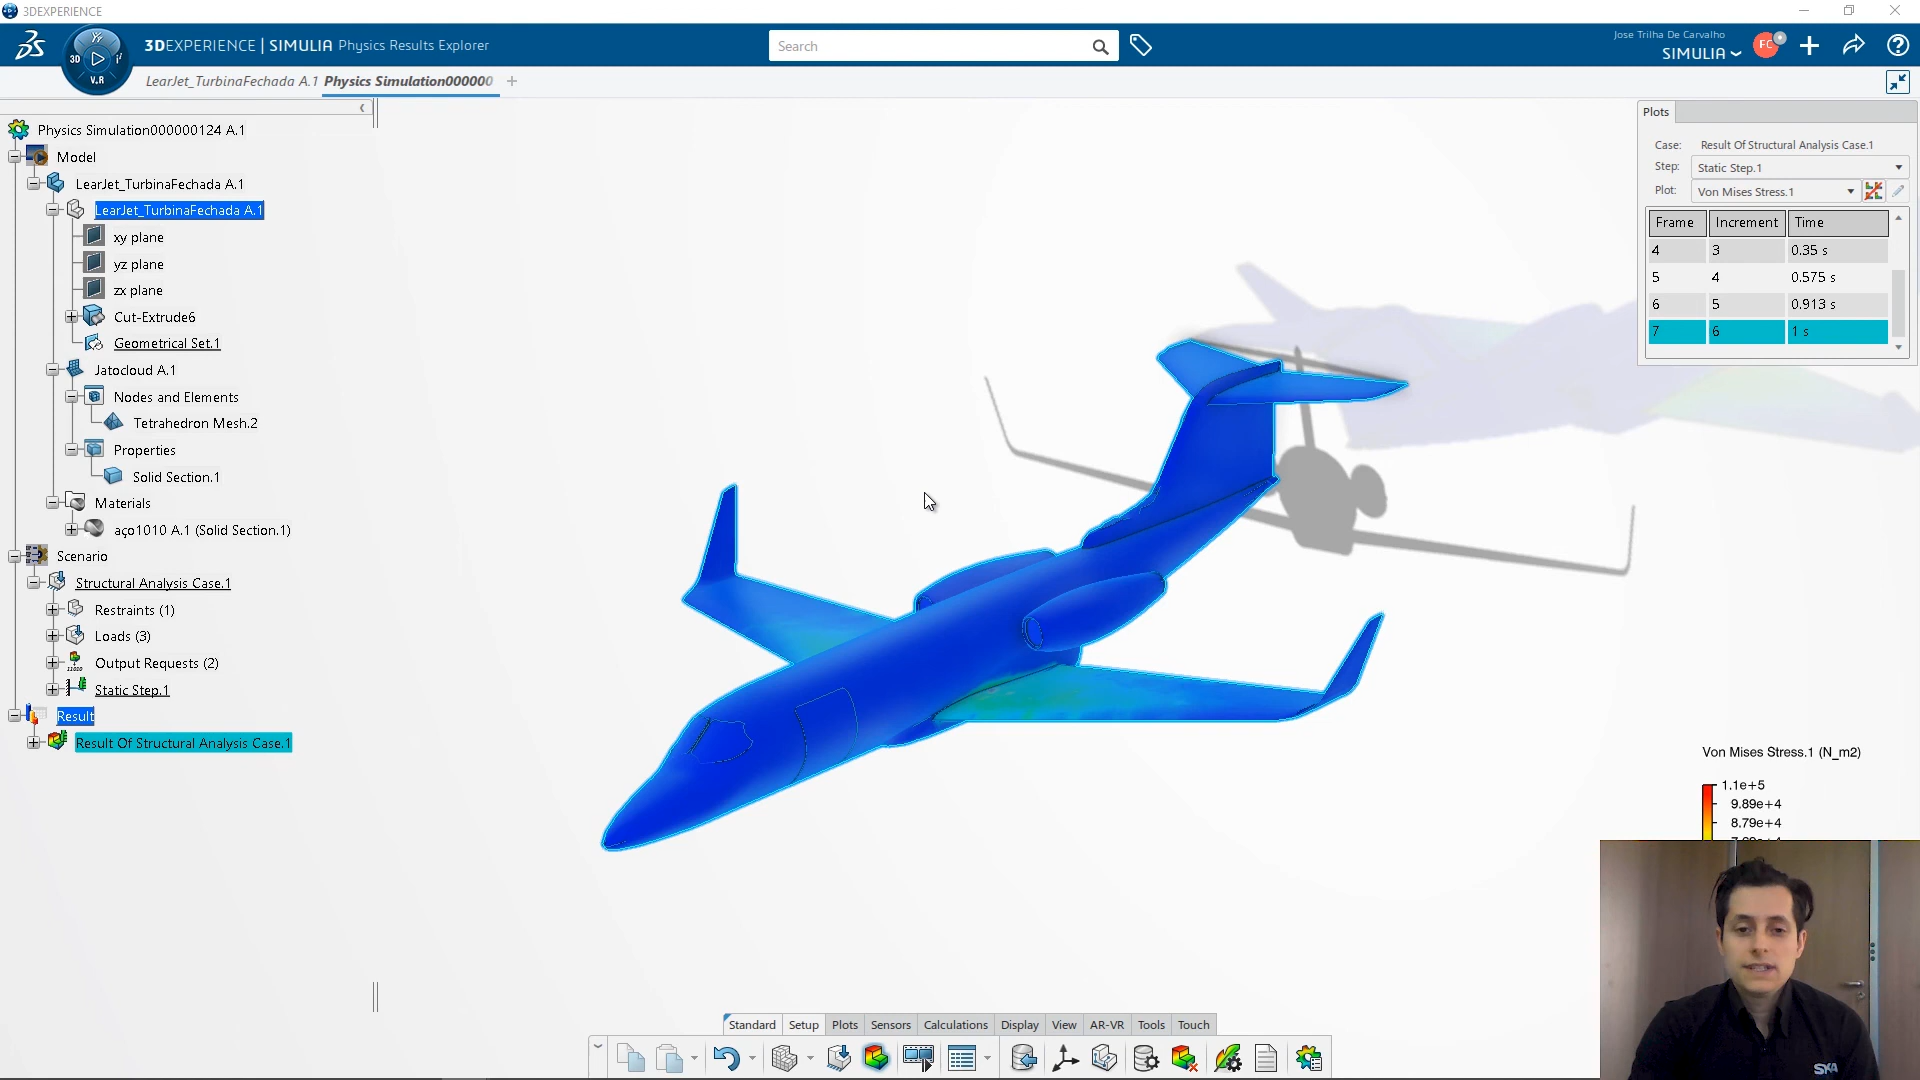 3DEXPERIENCE
3DEXPERIENCE | SIMULIA Physics Results Explorer
3D
V.R
Search
Jose Trilha De Carvalho
SIMULIA
FC
LearJet_TurbinaFechada A.1
Physics Simulation000000
Physics Simulation000000124 A.1
Model
LearJet_TurbinaFechada A.1
LearJet_TurbinaFechada A.1
xy plane
yz plane
zx plane
Cut-Extrude6
Geometrical Set.1
Jatocloud A.1
Nodes and Elements
Tetrahedron Mesh.2
Properties
Solid Section.1
Materials
aço1010 A.1 (Solid Section.1)
Scenario
Structural Analysis Case.1
Restraints (1)
Loads (3)
Output Requests (2)
Static Step.1
Result
Result Of Structural Analysis Case.1
Plots
Case: Result Of Structural Analysis Case.1
Step: Static Step.1
Plot: Von Mises Stress.1
Frame Increment Time
4 3 0.35 s
5 4 0.575 s
6 5 0.913 s
7 6 1 s
Von Mises Stress.1 (N_m2)
1.1e+5
9.89e+4
8.79e+4
Standard Setup Plots Sensors Calculations Display View AR-VR Tools Touch
SKA